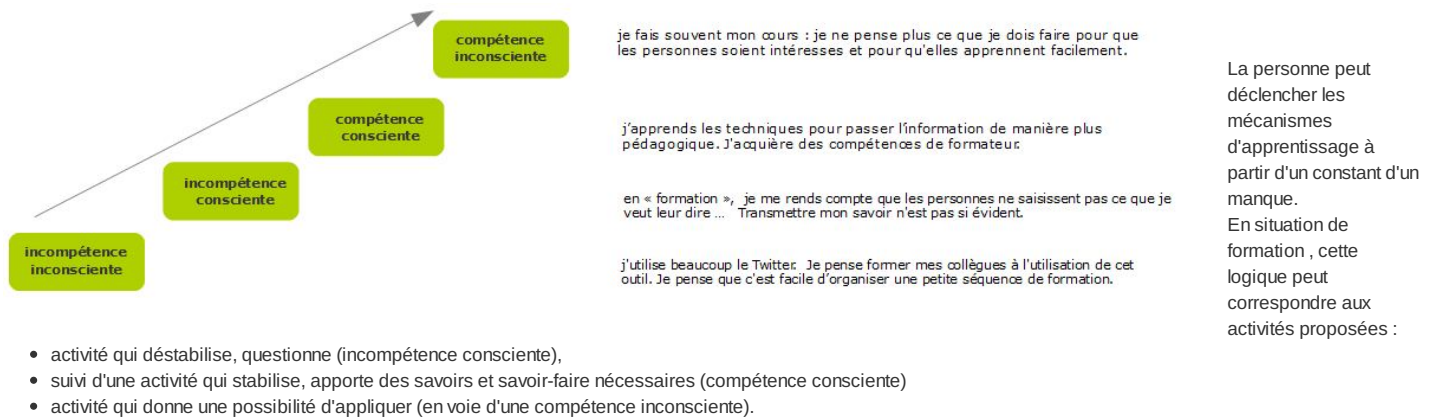 compétence
inconsciente
je fais souvent mon cours : je ne pense plus ce que je dois faire pour que
les personnes soient intéresses et pour qu'elles apprennent facilement.
compétence
consciente
j'apprends les techniques pour passer l'information de manière plus
pédagogique. J'acquière des compétences de formateur.
incompétence
consciente
en « formation », je me rends compte que les personnes ne saisissent pas ce que je
veut leur dire ... Transmettre mon savoir n'est pas si évident.
incompétence
inconsciente
j'utilise beaucoup le Twitter. Je pense former mes collègues à l'utilisation de cet
outil. Je pense que c'est facile d'organiser une petite séquence de formation.
La personne peut
déclencher les
mécanismes
d'apprentissage à
partir d'un constant d'un
manque.
En situation de
formation , cette
logique peut
correspondre aux
activités proposées :
• activité qui déstabilise, questionne (incompétence consciente),
• suivi d'une activité qui stabilise, apporte des savoirs et savoir-faire nécessaires (compétence consciente)
• activité qui donne une possibilité d'appliquer (en voie d'une compétence inconsciente).